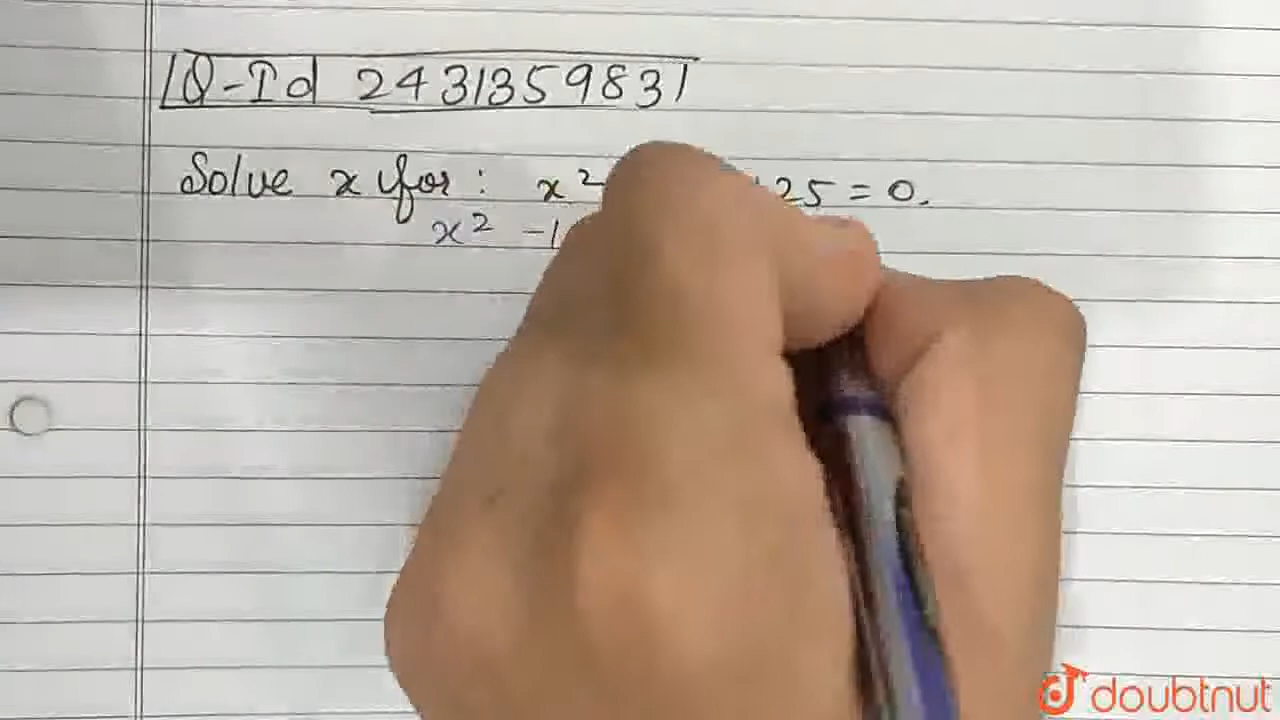 Q-Id 2431359831
Solve x for: x² 25 = 0.
x² -1
doubtnut